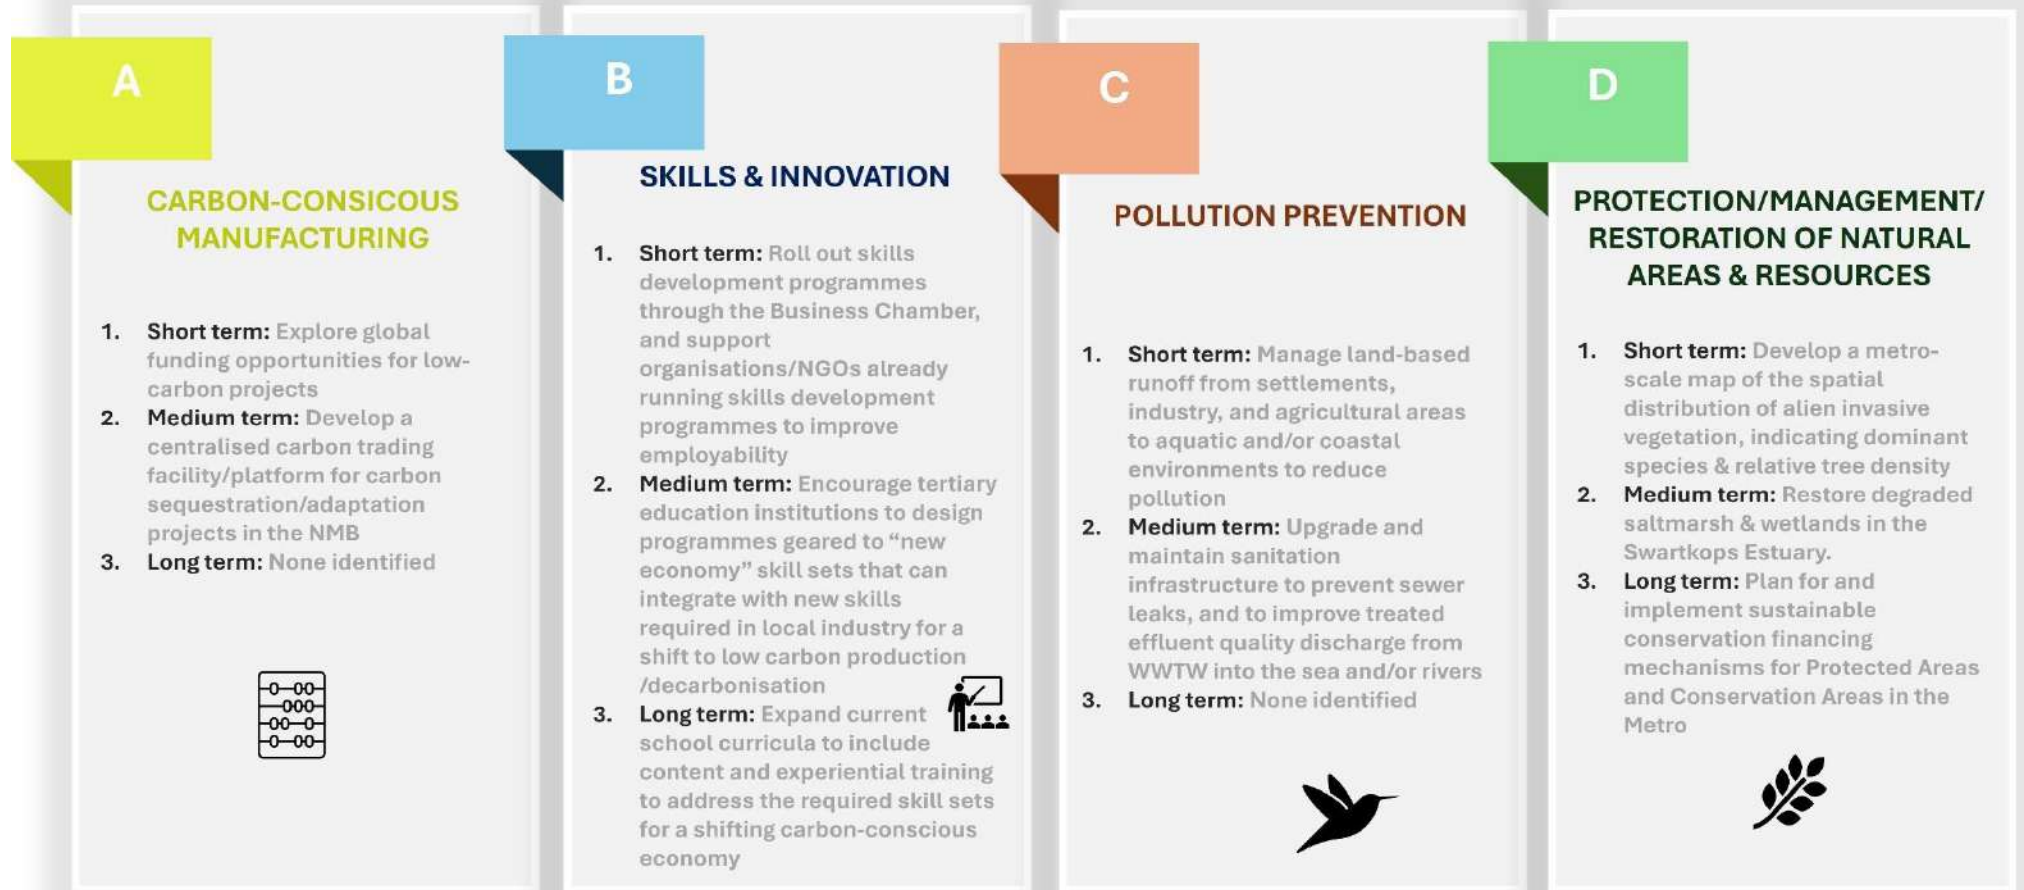 A
CARBON-CONSICOUS
MANUFACTURING
1. Short term: Explore global
funding opportunities for low-
carbon projects
2. Medium term: Develop a
centralised carbon trading
facility/platform for carbon
sequestration/adaptation
projects in the NMB
3. Long term: None identified
B
SKILLS & INNOVATION
1. Short term: Roll out skills
development programmes
through the Business Chamber,
and support
organisations/NGOs already
running skills development
programmes to improve
employability
2. Medium term: Encourage tertiary
education institutions to design
programmes geared to “new
economy” skill sets that can
integrate with new skills
required in local industry for a
shift to low carbon production
/decarbonisation
3. Long term: Expand current
school curricula to include
content and experiential training
to address the required skill sets
for a shifting carbon-conscious
economy
C
POLLUTION PREVENTION
1. Short term: Manage land-based
runoff from settlements,
industry, and agricultural areas
to aquatic and/or coastal
environments to reduce
pollution
2. Medium term: Upgrade and
maintain sanitation
infrastructure to prevent sewer
leaks, and to improve treated
effluent quality discharge from
WWTW into the sea and/or rivers
3. Long term: None identified
D
PROTECTION/MANAGEMENT/
RESTORATION OF NATURAL
AREAS & RESOURCES
1. Short term: Develop a metro-
scale map of the spatial
distribution of alien invasive
vegetation, indicating dominant
species & relative tree density
2. Medium term: Restore degraded
saltmarsh & wetlands in the
Swartkops Estuary.
3. Long term: Plan for and
implement sustainable
conservation financing
mechanisms for Protected Areas
and Conservation Areas in the
Metro